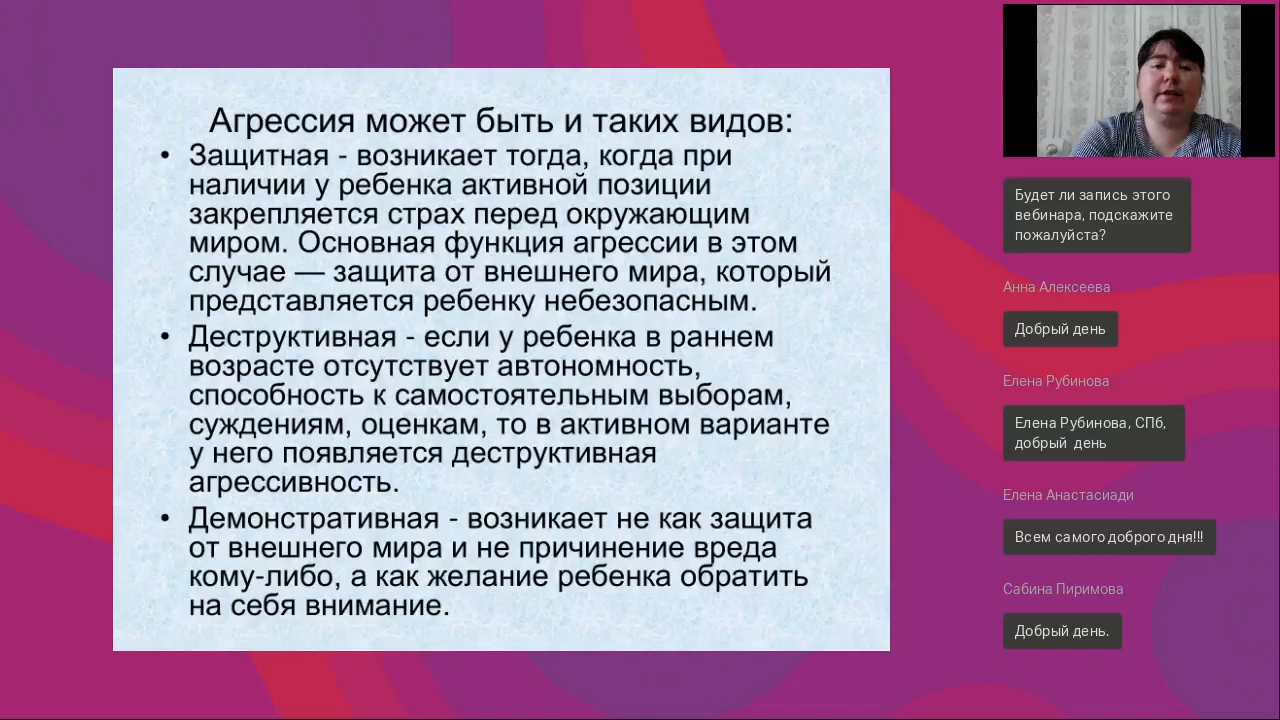 Агрессия может быть и таких видов:
• Защитная - возникает тогда, когда при
наличии у ребенка активной позиции
закрепляется страх перед окружающим
миром. Основная функция агрессии в этом
случае — защита от внешнего мира, который
представляется ребенку небезопасным.
• Деструктивная - если у ребенка в раннем
возрасте отсутствует автономность,
способность к самостоятельным выборам,
суждениям, оценкам, то в активном варианте
у него появляется деструктивная
агрессивность.
• Демонстративная - возникает не как защита
от внешнего мира и не причинение вреда
кому-либо, а как желание ребенка обратить
на себя внимание.
Будет ли запись этого
вебинара, подскажите
пожалуйста?
Анна Алексеева
Добрый день
Елена Рубинова
Елена Рубинова, СПб,
добрый день
Елена Анастасиади
Всем самого доброго дня!!!
Сабина Пиримова
Добрый день.